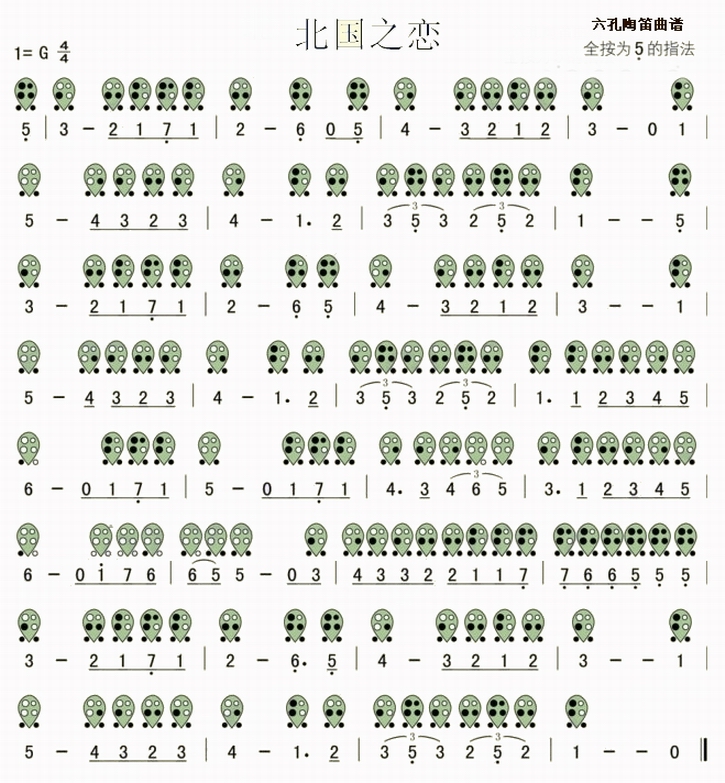 北国之恋
六孔陶笛曲谱
1= G 4/4
全按为5̣的指法
5̣ | 3 – 2 1 7̣ 1 | 2 – 6̣ 0 5̣ | 4 – 3 2 1 2 | 3 – 0 1 |
5 – 4 3 2 3 | 4 – 1. 2 | 3 5̣ 3 2 5̣ 2 | 1 – – 5̣ |
3 – 2 1 7̣ 1 | 2 – 6̣ 5̣ | 4 – 3 2 1 2 | 3 – – 1 |
5 – 4 3 2 3 | 4 – 1. 2 | 3 5̣ 3 2 5̣ 2 | 1. 1 2 3 4 5 |
6 – 0 1 7̣ 1 | 5 – 0 1 7̣ 1 | 4. 3 4 6 5 | 3. 1 2 3 4 5 |
6 – 0 1̇ 7 6 | 6 5 5 – 0 3 | 4 3 3 2 2 1 1 7̣ | 7̣ 6̣ 6̣ 5̣ 5̣ 5̣ |
3 – 2 1 7̣ 1 | 2 – 6̣. 5̣ | 4 – 3 2 1 2 | 3 – – 1 |
5 – 4 3 2 3 | 4 – 1. 2 | 3 5̣ 3 2 5̣ 2 | 1 – – 0 ‖